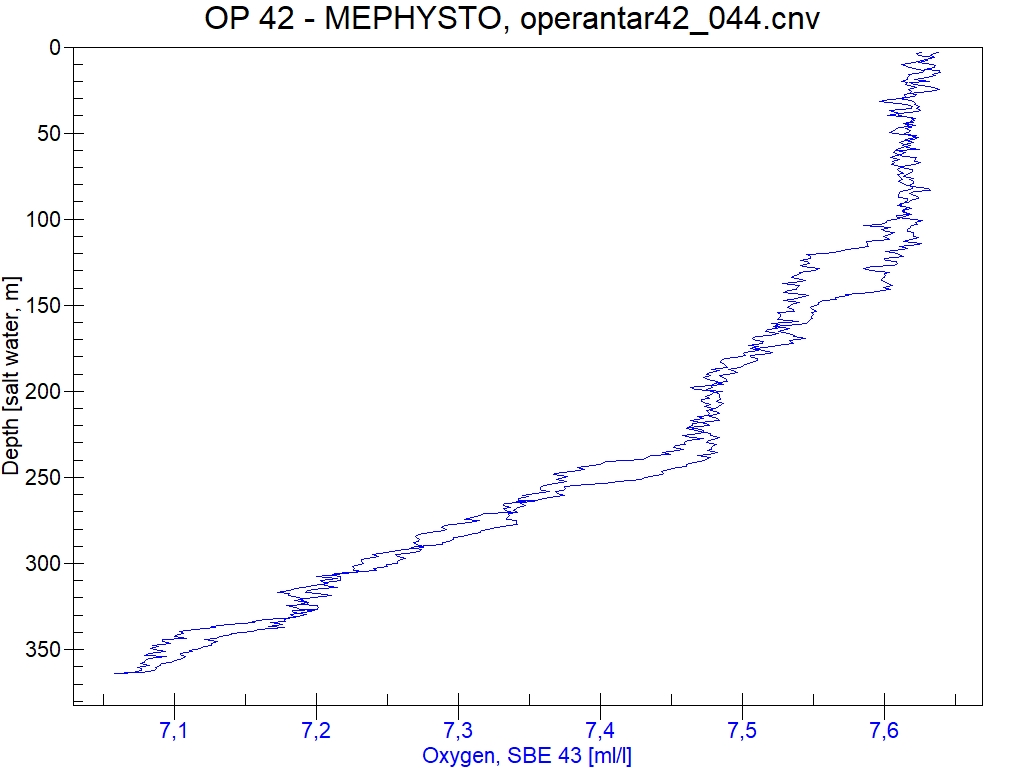 OP 42 - MEPHYSTO, operantar42_044.cnv
0
50
100
150
200
250
300
350
Depth [salt water, m]
7,1 7,2 7,3 7,4 7,5 7,6
Oxygen, SBE 43 [ml/l]